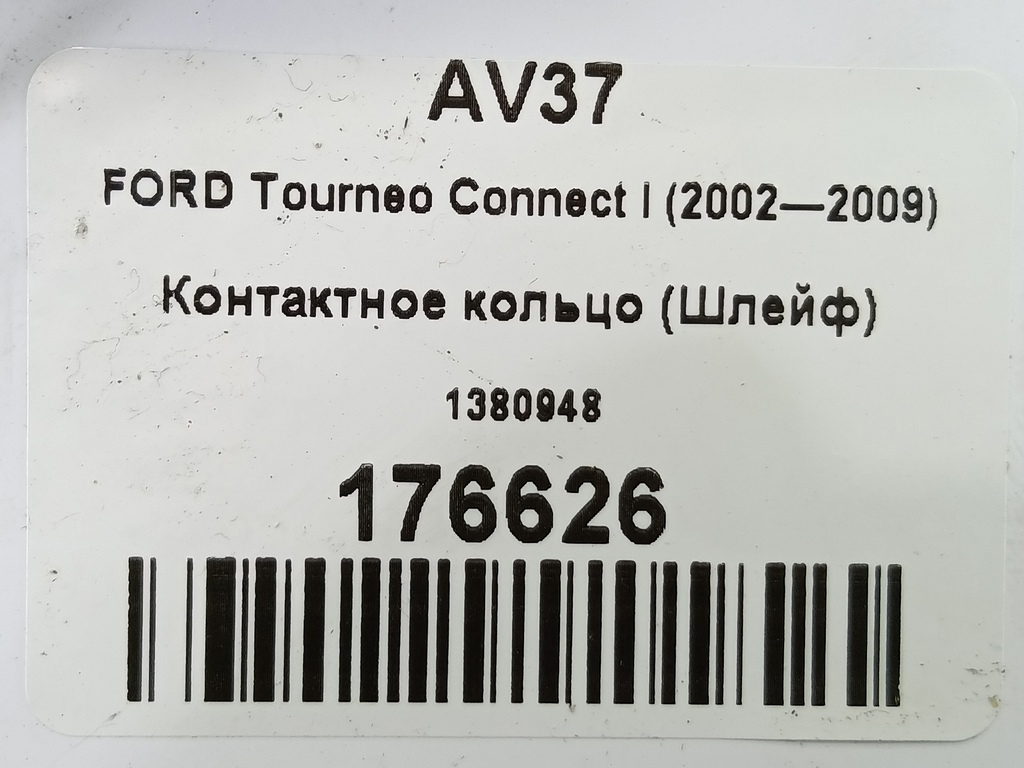 AV37
FORD Tourneo Connect I (2002—2009)
Контактное кольцо (Шлейф)
1380948
176626